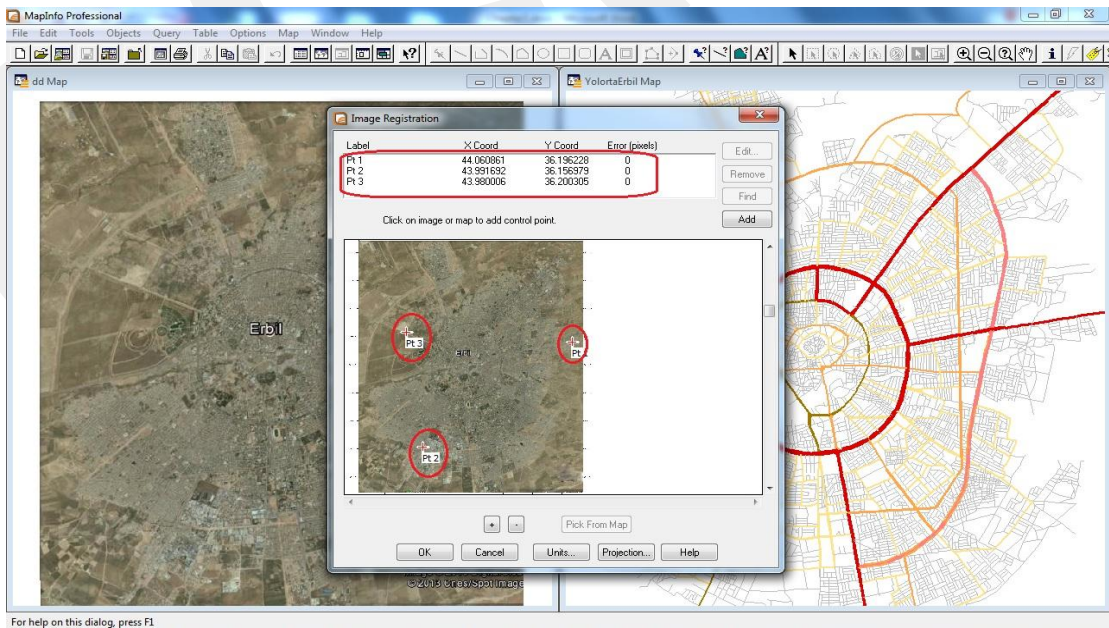 MapInfo Professional
File Edit Tools Objects Query Table Options Map Window Help
dd Map
YolortaErbil Map
Erbil
Image Registration
Label X Coord Y Coord Error (pixels)
Pt 1 44.060861 36.196228 0
Pt 2 43.991692 36.156979 0
Pt 3 43.980006 36.200305 0
Edit...
Remove
Find
Add
Click on image or map to add control point.
Pt 3
Erbil
Pt
Pt 2
+ -
Pick From Map
OK Cancel Units... Projection... Help
Image
For help on this dialog, press F1